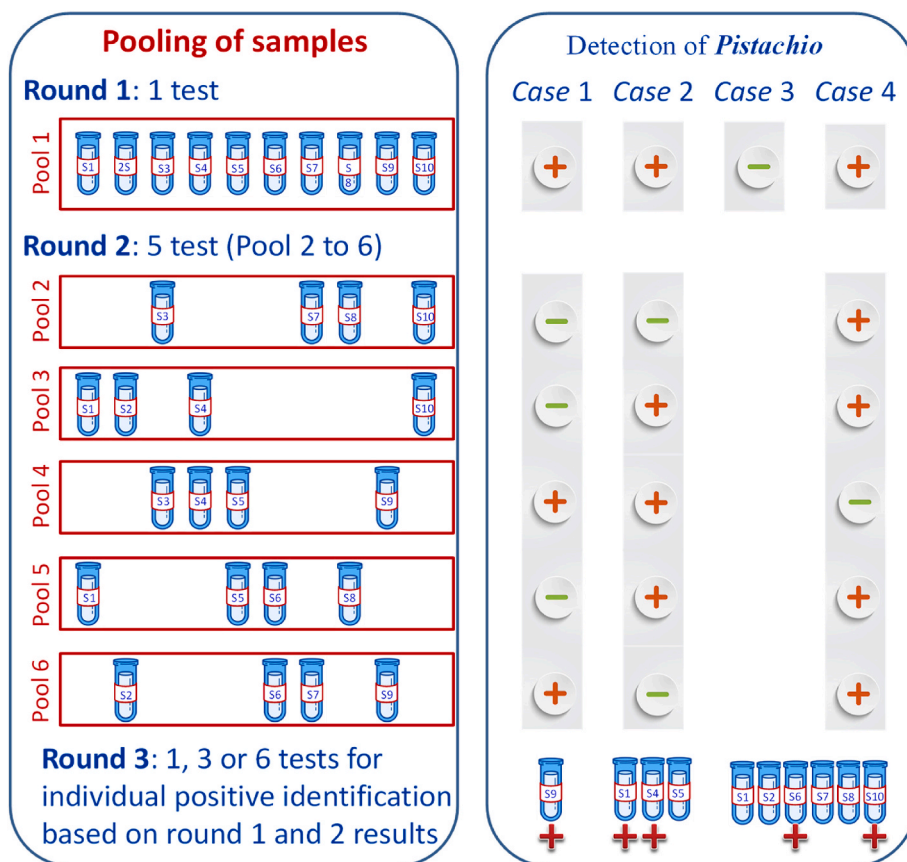 Pooling of samples
Round 1: 1 test
Pool 1
S1 2S S3 S4 S5 S6 S7 S 8 S9 S10
Round 2: 5 test (Pool 2 to 6)
Pool 2
S3 S7 S8 S10
Pool 3
S1 S2 S4 S10
Pool 4
S3 S4 S5 S9
Pool 5
S1 S5 S6 S8
Pool 6
S2 S6 S7 S9
Round 3: 1, 3 or 6 tests for
individual positive identification
based on round 1 and 2 results
Detection of Pistachio
Case 1 Case 2 Case 3 Case 4
+ + − +
− − +
− + +
+ + −
− + +
+ − +
S9 S1 S4 S5 S1 S2 S6 S7 S8 S10
+ + + + +